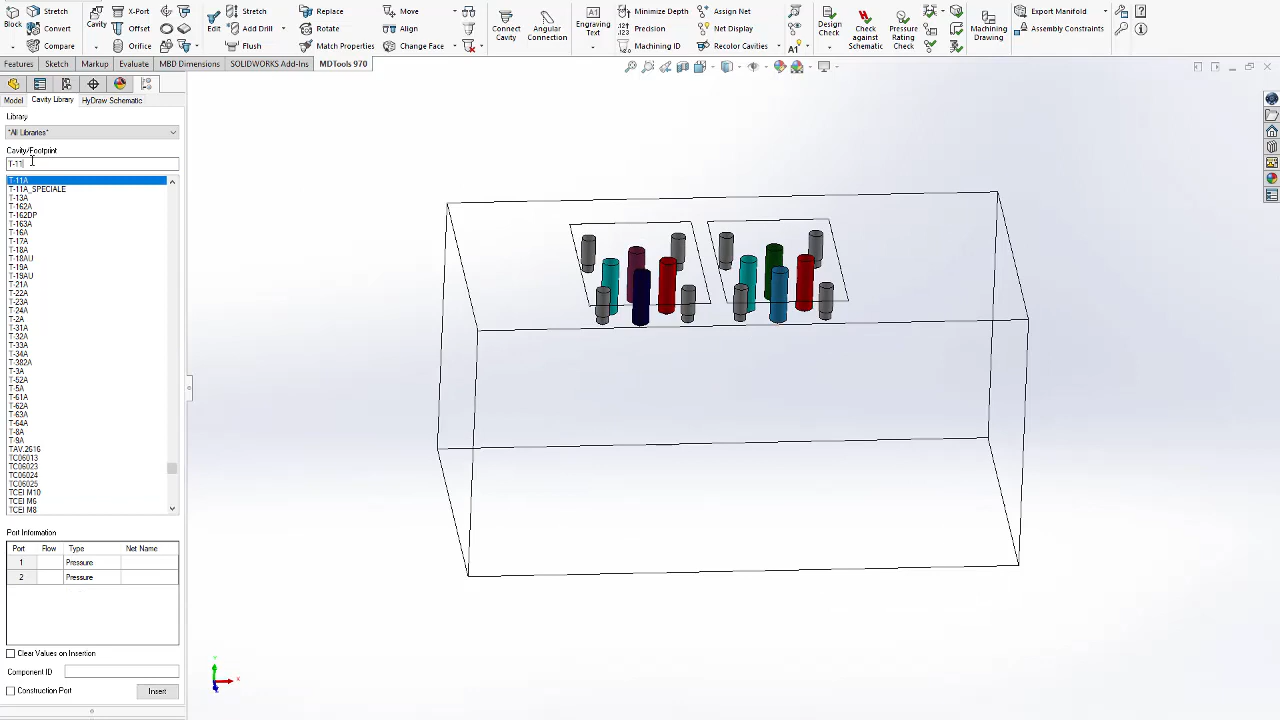 Block
Stretch
Convert
Compare
Cavity
X-Port
Offset
Orifice
Edit
Stretch
Add Drill
Flush
Replace
Rotate
Match Properties
Move
Align
Change Face
Connect Cavity
Angular Connection
Engraving Text
Minimize Depth
Precision
Machining ID
Assign Net
Net Display
Recolor Cavities
A1
Design Check
Check against Schematic
Pressure Rating Check
Machining Drawing
Export Manifold
Assembly Constraints
Features
Sketch
Markup
Evaluate
MBD Dimensions
SOLIDWORKS Add-Ins
MDTools 970
Model
Cavity Library
HyDraw Schematic
Library
*All Libraries*
Cavity/Footprint
T-11
T-11A
T-11A_SPECIALE
T-13A
T-162A
T-162DP
T-163A
T-16A
T-17A
T-18A
T-18AU
T-19A
T-19AU
T-21A
T-22A
T-23A
T-24A
T-2A
T-31A
T-32A
T-33A
T-34A
T-382A
T-3A
T-52A
T-5A
T-61A
T-62A
T-63A
T-64A
T-8A
T-9A
TAV.2616
TC06013
TC06023
TC06024
TC06025
TCEI M10
TCEI M6
TCEI M8
Port Information
Port Flow Type Net Name
1 Pressure
2 Pressure
Clear Values on Insertion
Component ID
Construction Port
Insert